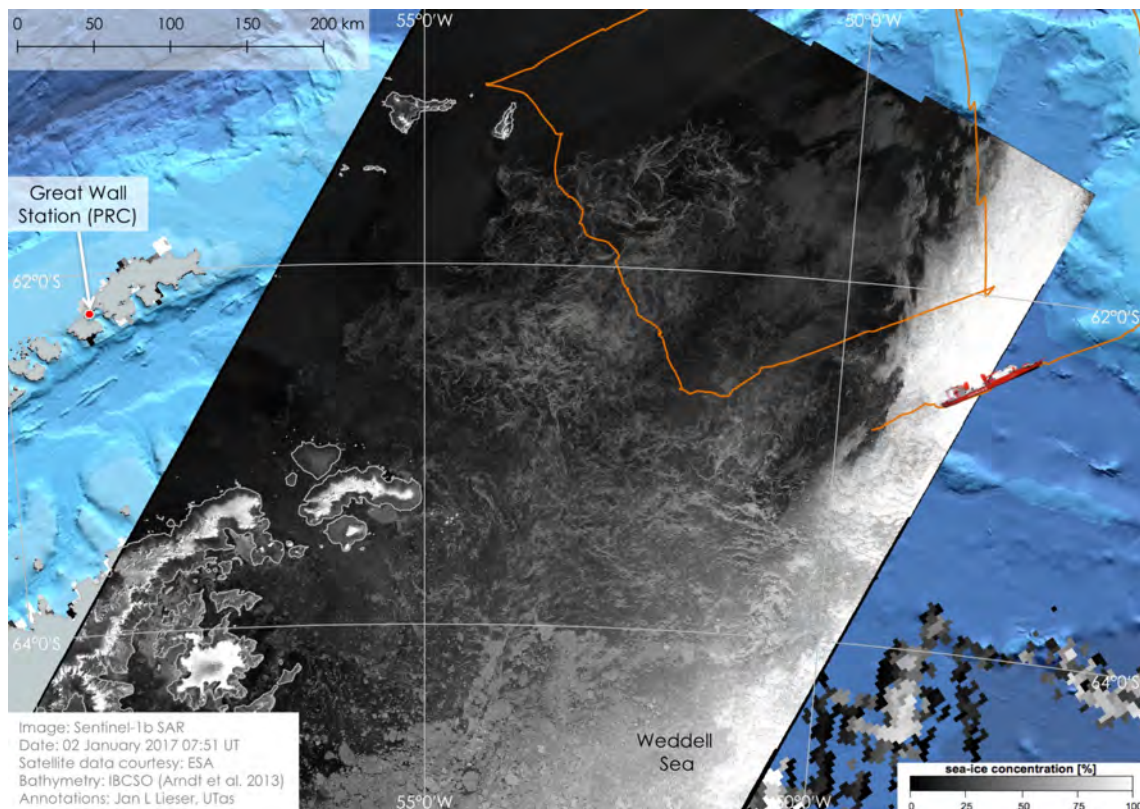 0 50 100 150 200 km
55°0'W
50°0'W
Great Wall
Station (PRC)
62°0'S
62°0'S
64°0'S
64°0'S
Weddell
Sea
Image: Sentinel-1b SAR
Date: 02 January 2017 07:51 UT
Satellite data courtesy: ESA
Bathymetry: IBCSO (Arndt et al. 2013)
Annotations: Jan L Lieser, UTas
55°0'W
sea-ice concentration [%]
0 25 50 75 100